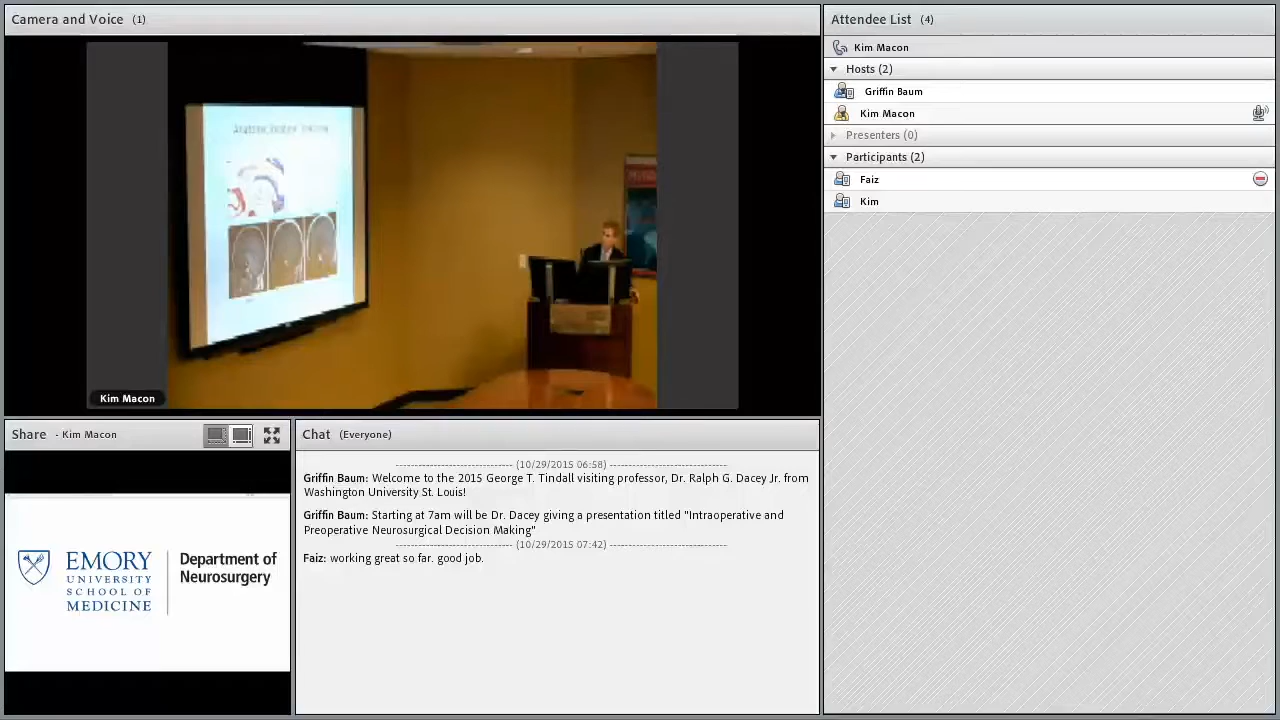 Camera and Voice (1)
Kim Macon
Attendee List (4)
Kim Macon
Hosts (2)
Griffin Baum
Kim Macon
Presenters (0)
Participants (2)
Faiz
Kim
Share - Kim Macon
EMORY
UNIVERSITY
SCHOOL OF
MEDICINE
Department of
Neurosurgery
Chat (Everyone)
(10/29/2015 06:58)
Griffin Baum: Welcome to the 2015 George T. Tindall visiting professor, Dr. Ralph G. Dacey Jr. from
Washington University St. Louis!
Griffin Baum: Starting at 7am will be Dr. Dacey giving a presentation titled "Intraoperative and
Preoperative Neurosurgical Decision Making"
(10/29/2015 07:42)
Faiz: working great so far. good job.